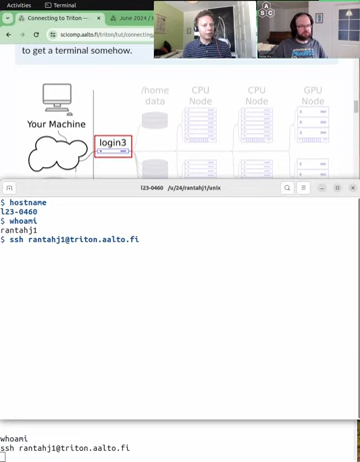 Activities
Terminal
Connecting to Triton —
June 2024 /
scicomp.aalto.fi/triton/tut/connecting
to get a terminal somehow.
Your Machine
login3
/home
data
CPU
Node
CPU
Node
GPU
Node
l23-0460 /u/24/rantahj1/unix
$ hostname
l23-0460
$ whoami
rantahj1
$ ssh rantahj1@triton.aalto.fi
whoami
ssh rantahj1@triton.aalto.fi